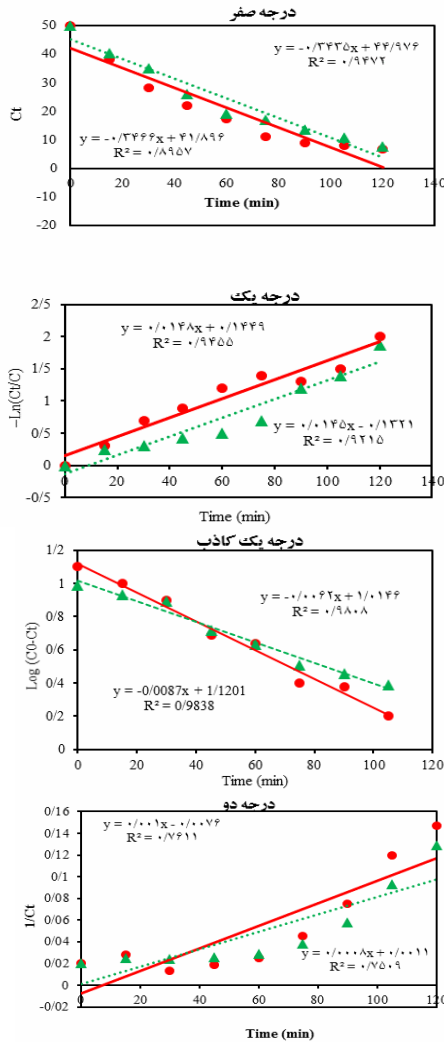 درجه صفر
50
40
30
20
10
0
-10
-20
Ct
y = -۰/۳۴۳۵x + ۴۴/۹۷۶
R² = ۰/۹۴۷۲
y = -۰/۳۴۶۶x + ۴۱/۸۹۶
R² = ۰/۸۹۵۷
0 20 40 60 80 100 120 140
Time (min)
درجه یک
2/5
2
1/5
1
0/5
0
-0/5
–Ln(Ct/C)
y = ۰/۰۱۴۸x + ۰/۱۴۴۹
R² = ۰/۹۴۵۵
y = ۰/۰۱۴۵x - ۰/۱۳۲۱
R² = ۰/۹۲۱۵
0 20 40 60 80 100 120 140
Time (min)
درجه یک کاذب
1/2
1
0/8
0/6
0/4
0/2
0
Log (C0-Ct)
y = -۰/۰۰۶۲x + ۱/۰۱۴۶
R² = ۰/۹۸۰۸
y = -0/0087x + 1/1201
R² = 0/9838
0 20 40 60 80 100 120
Time (min)
درجه دو
0/16
0/14
0/12
0/1
0/08
0/06
0/04
0/02
0
-0/02
1/Ct
y = ۰/۰۰۱x - ۰/۰۰۷۶
R² = ۰/۷۶۱۱
y = ۰/۰۰۰۸x + ۰/۰۰۱۱
R² = ۰/۷۵۰۹
0 20 40 60 80 100 120
Time (min)